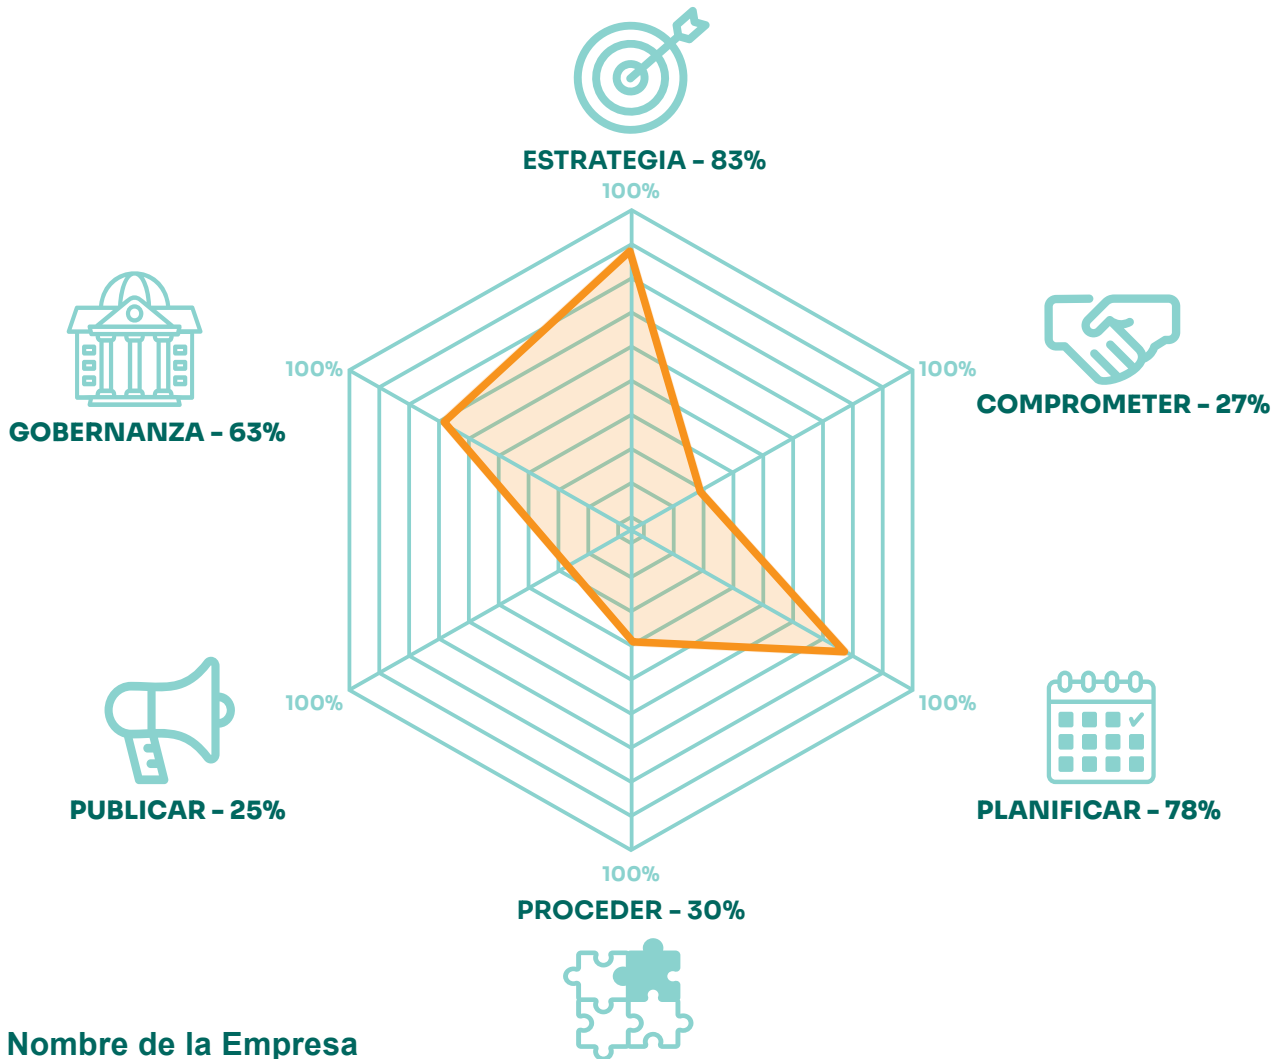 ESTRATEGIA – 83%
100%
100%
100%
COMPROMETER – 27%
GOBERNANZA – 63%
100%
100%
PUBLICAR – 25%
PLANIFICAR – 78%
100%
PROCEDER – 30%
Nombre de la Empresa